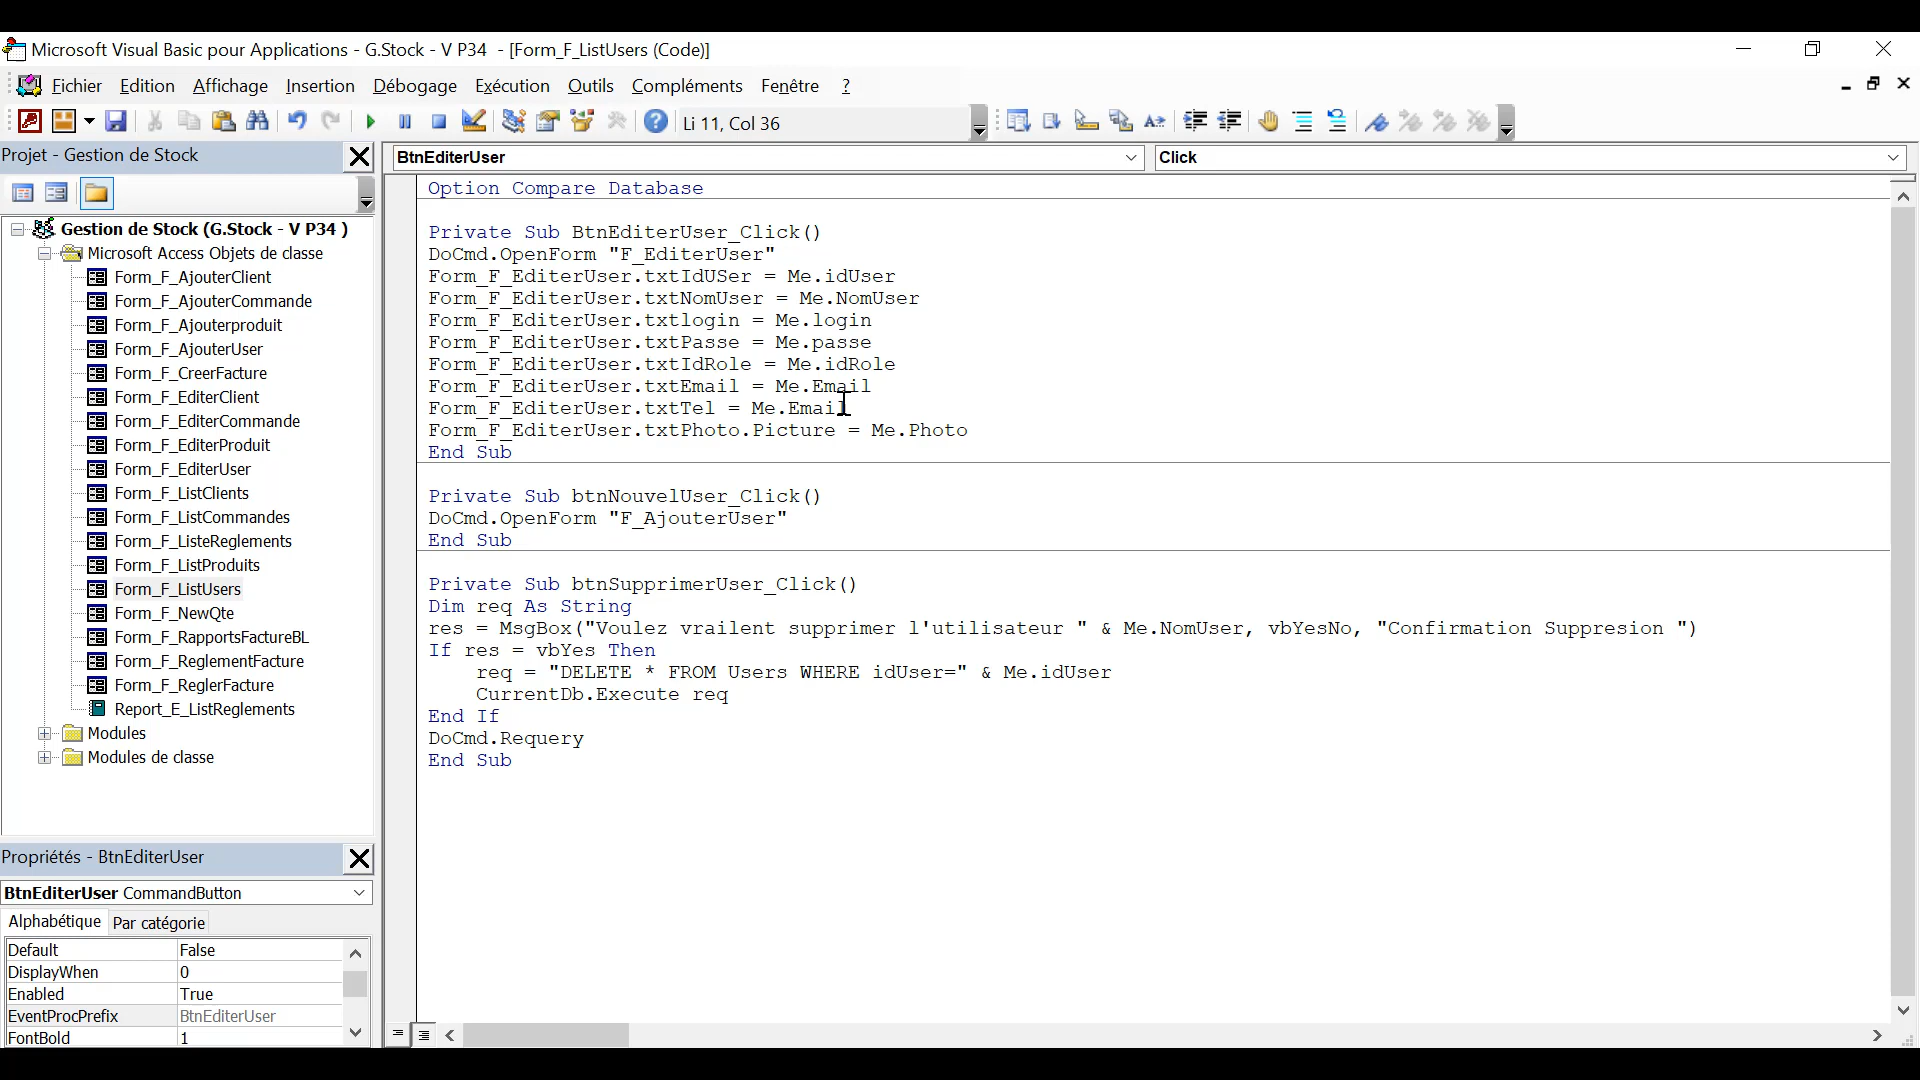 Microsoft Visual Basic pour Applications - G.Stock - V P34 - [Form_F_ListUsers (Code)]
Fichier Edition Affichage Insertion Débogage Exécution Outils Compléments Fenêtre ?
Li 11, Col 36
Projet - Gestion de Stock
BtnEditerUser
Click
Gestion de Stock (G.Stock - V P34 )
Microsoft Access Objets de classe
Form_F_AjouterClient
Form_F_AjouterCommande
Form_F_Ajouterproduit
Form_F_AjouterUser
Form_F_CreerFacture
Form_F_EditerClient
Form_F_EditerCommande
Form_F_EditerProduit
Form_F_EditerUser
Form_F_ListClients
Form_F_ListCommandes
Form_F_ListeReglements
Form_F_ListProduits
Form_F_ListUsers
Form_F_NewQte
Form_F_RapportsFactureBL
Form_F_ReglementFacture
Form_F_ReglerFacture
Report_E_ListReglements
Modules
Modules de classe
Propriétés - BtnEditerUser
BtnEditerUser CommandButton
Alphabétique Par catégorie
Default False
DisplayWhen 0
Enabled True
EventProcPrefix BtnEditerUser
FontBold 1
Option Compare Database
Private Sub BtnEditerUser_Click()
DoCmd.OpenForm "F_EditerUser"
Form_F_EditerUser.txtIdUSer = Me.idUser
Form_F_EditerUser.txtNomUser = Me.NomUser
Form_F_EditerUser.txtlogin = Me.login
Form_F_EditerUser.txtPasse = Me.passe
Form_F_EditerUser.txtIdRole = Me.idRole
Form_F_EditerUser.txtEmail = Me.Email
Form_F_EditerUser.txtTel = Me.Email
Form_F_EditerUser.txtPhoto.Picture = Me.Photo
End Sub
Private Sub btnNouvelUser_Click()
DoCmd.OpenForm "F_AjouterUser"
End Sub
Private Sub btnSupprimerUser_Click()
Dim req As String
res = MsgBox("Voulez vrailent supprimer l'utilisateur " & Me.NomUser, vbYesNo, "Confirmation Suppresion ")
If res = vbYes Then
req = "DELETE * FROM Users WHERE idUser=" & Me.idUser
CurrentDb.Execute req
End If
DoCmd.Requery
End Sub